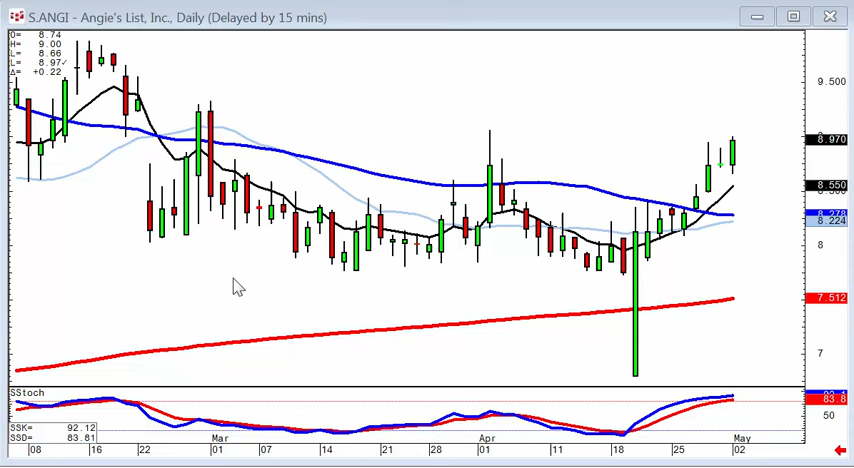 S.ANGI - Angie's List, Inc., Daily (Delayed by 15 mins)
O= 8.74
H= 9.00
L= 8.66
L= 8.97✓
Δ= +0.22
9.500
8.970
8.550
8.278
8.224
8
7.512
7
SStoch
83.8
50
SSK= 92.12
SSD= 83.81
08 16 22 Mar 01 07 14 21 28 Apr 04 11 18 25 May 02